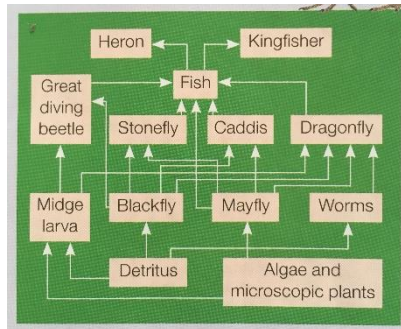 Heron
Kingfisher
Fish
Great
diving
beetle
Stonefly
Caddis
Dragonfly
Midge
larva
Blackfly
Mayfly
Worms
Detritus
Algae and
microscopic plants